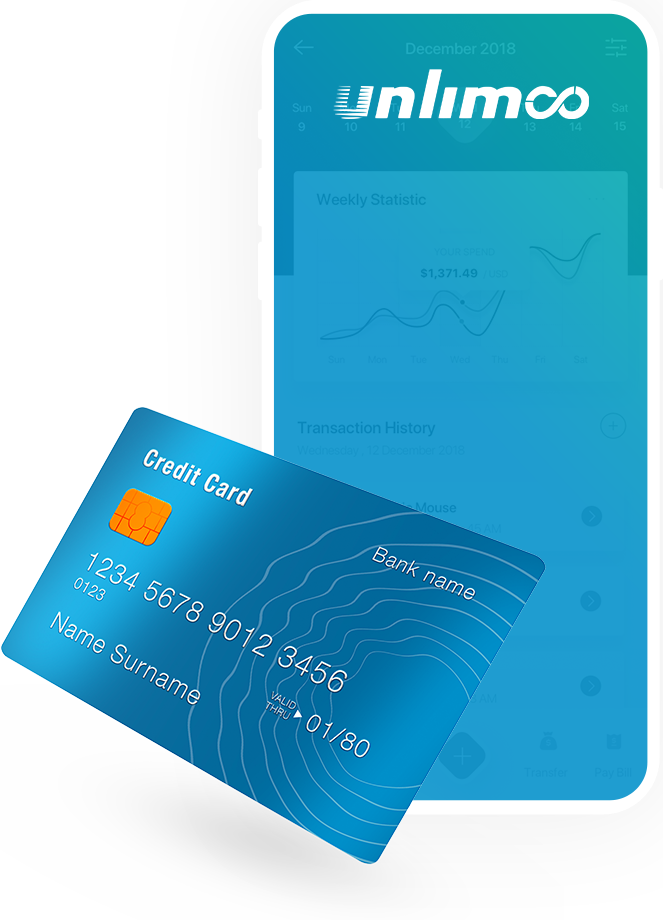 December 2018
unlimoo
Sun
Sat
9 10 11 12 13 14 15
Weekly Statistic
YOUR SPEND
$1,371.49 USD
Sun Mon Tue Wed Thu Fri Sat
Transaction History
Wednesday, 12 December 2018
Mouse
AM
AM
Transfer
Pay Bill
Credit Card
Bank name
1234 5678 9012 3456
0123
Name Surname
VALID
THRU
01/80